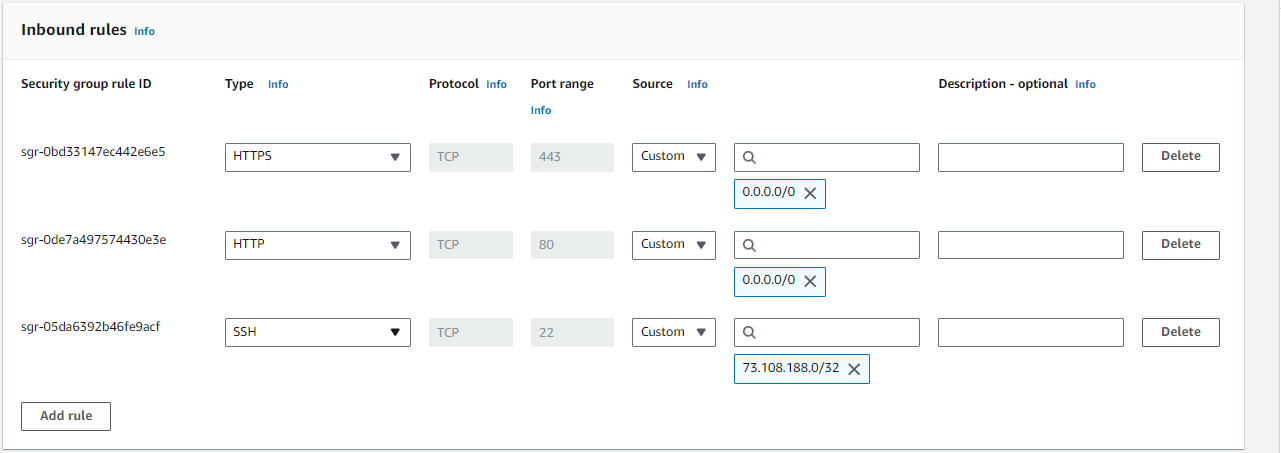 Inbound rules Info
Security group rule ID Type Info Protocol Info Port range Source Info Description - optional Info
Info
sgr-0bd33147ec442e6e5 HTTPS TCP 443 Custom Delete
0.0.0.0/0
sgr-0de7a497574430e3e HTTP TCP 80 Custom Delete
0.0.0.0/0
sgr-05da6392b46fe9acf SSH TCP 22 Custom Delete
73.108.188.0/32
Add rule